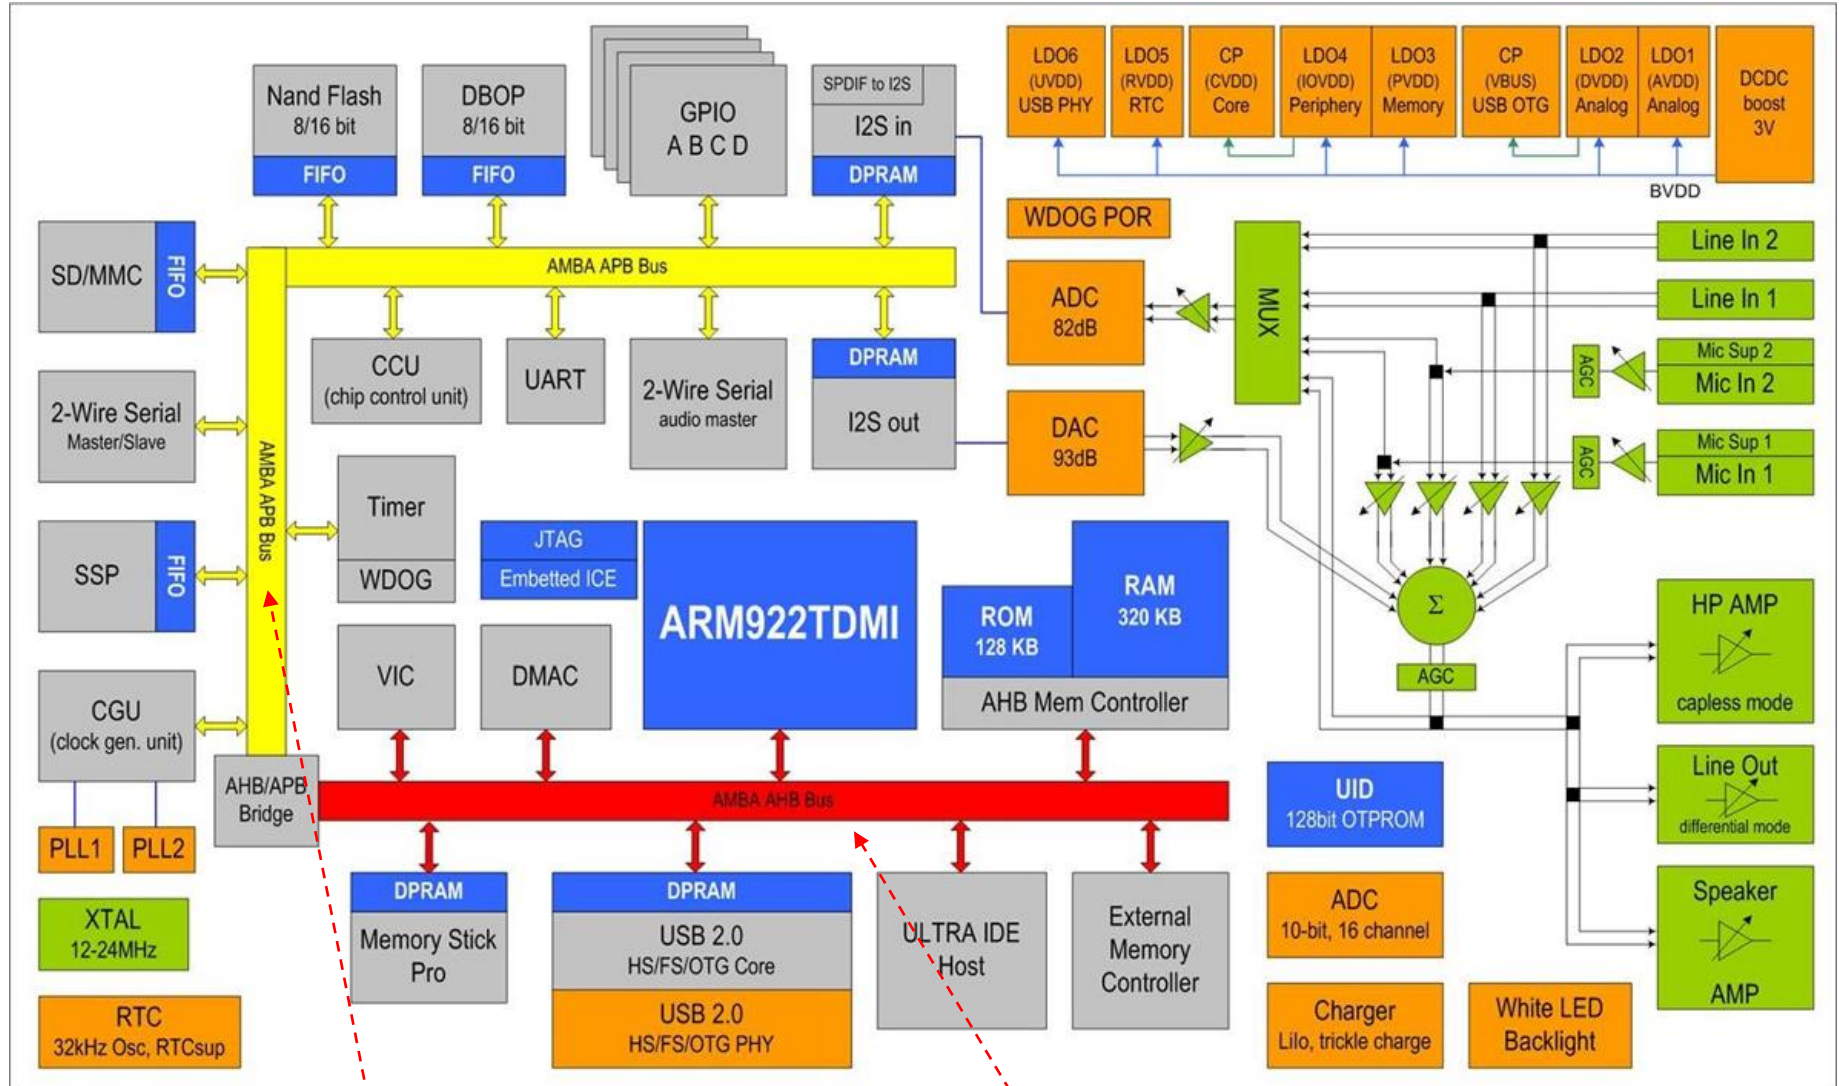 Nand Flash
8/16 bit
FIFO
DBOP
8/16 bit
FIFO
GPIO
A B C D
SPDIF to I2S
I2S in
DPRAM
LDO6
(UVDD)
USB PHY
LDO5
(RVDD)
RTC
CP
(CVDD)
Core
LDO4
(IOVDD)
Periphery
LDO3
(PVDD)
Memory
CP
(VBUS)
USB OTG
LDO2
(DVDD)
Analog
LDO1
(AVDD)
Analog
DCDC
boost
3V
BVDD
WDOG POR
SD/MMC
FIFO
AMBA APB Bus
ADC
82dB
MUX
Line In 2
Line In 1
Mic Sup 2
Mic In 2
AGC
Mic Sup 1
Mic In 1
AGC
2-Wire Serial
Master/Slave
AMBA APB Bus
CCU
(chip control unit)
UART
2-Wire Serial
audio master
DPRAM
I2S out
DAC
93dB
SSP
FIFO
Timer
WDOG
JTAG
Embetted ICE
ARM922TDMI
ROM
128 KB
RAM
320 KB
AHB Mem Controller
Σ
AGC
HP AMP
capless mode
CGU
(clock gen. unit)
VIC
DMAC
AHB/APB
Bridge
AMBA AHB Bus
PLL1
PLL2
UID
128bit OTPROM
Line Out
differential mode
XTAL
12-24MHz
DPRAM
Memory Stick
Pro
DPRAM
USB 2.0
HS/FS/OTG Core
USB 2.0
HS/FS/OTG PHY
ULTRA IDE
Host
External
Memory
Controller
ADC
10-bit, 16 channel
Speaker
AMP
RTC
32kHz Osc, RTCsup
Charger
Lilo, trickle charge
White LED
Backlight